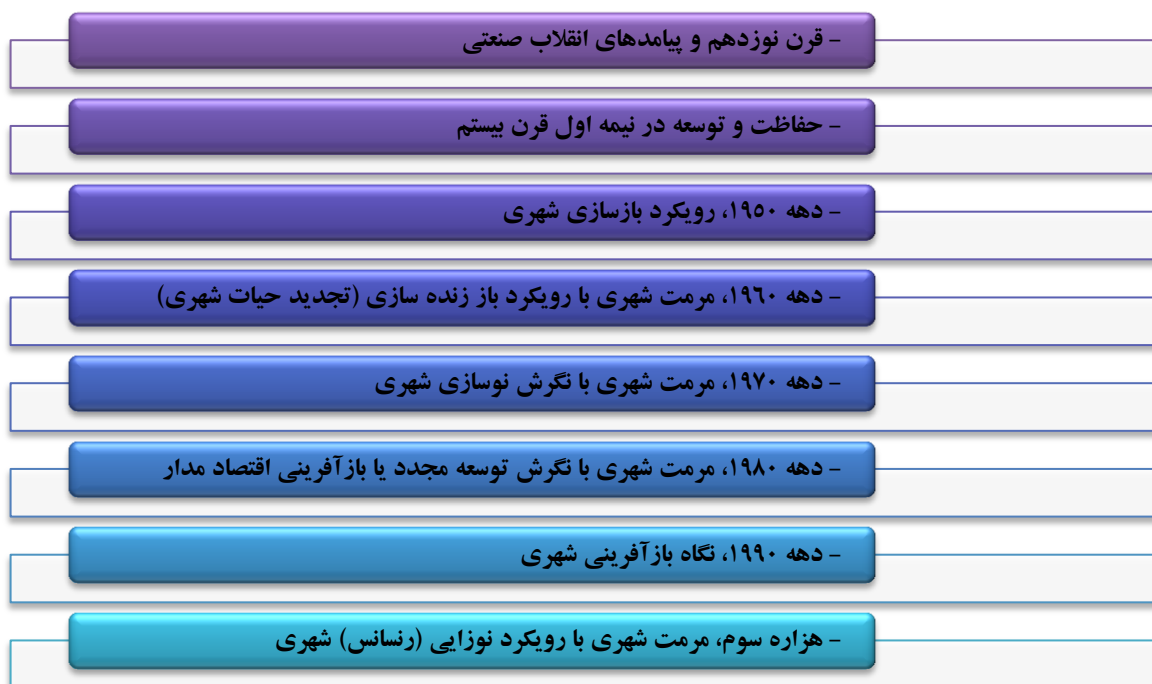 - قرن نوزدهم و پیامدهای انقلاب صنعتی
- حفاظت و توسعه در نیمه اول قرن بیستم
- دهه ۱۹۵۰، رویکرد بازسازی شهری
- دهه ۱۹۶۰، مرمت شهری با رویکرد باز زنده سازی (تجدید حیات شهری)
- دهه ۱۹۷۰، مرمت شهری با نگرش نوسازی شهری
- دهه ۱۹۸۰، مرمت شهری با نگرش توسعه مجدد یا بازآفرینی اقتصاد مدار
- دهه ۱۹۹۰، نگاه بازآفرینی شهری
- هزاره سوم، مرمت شهری با رویکرد نوزایی (رنسانس) شهری